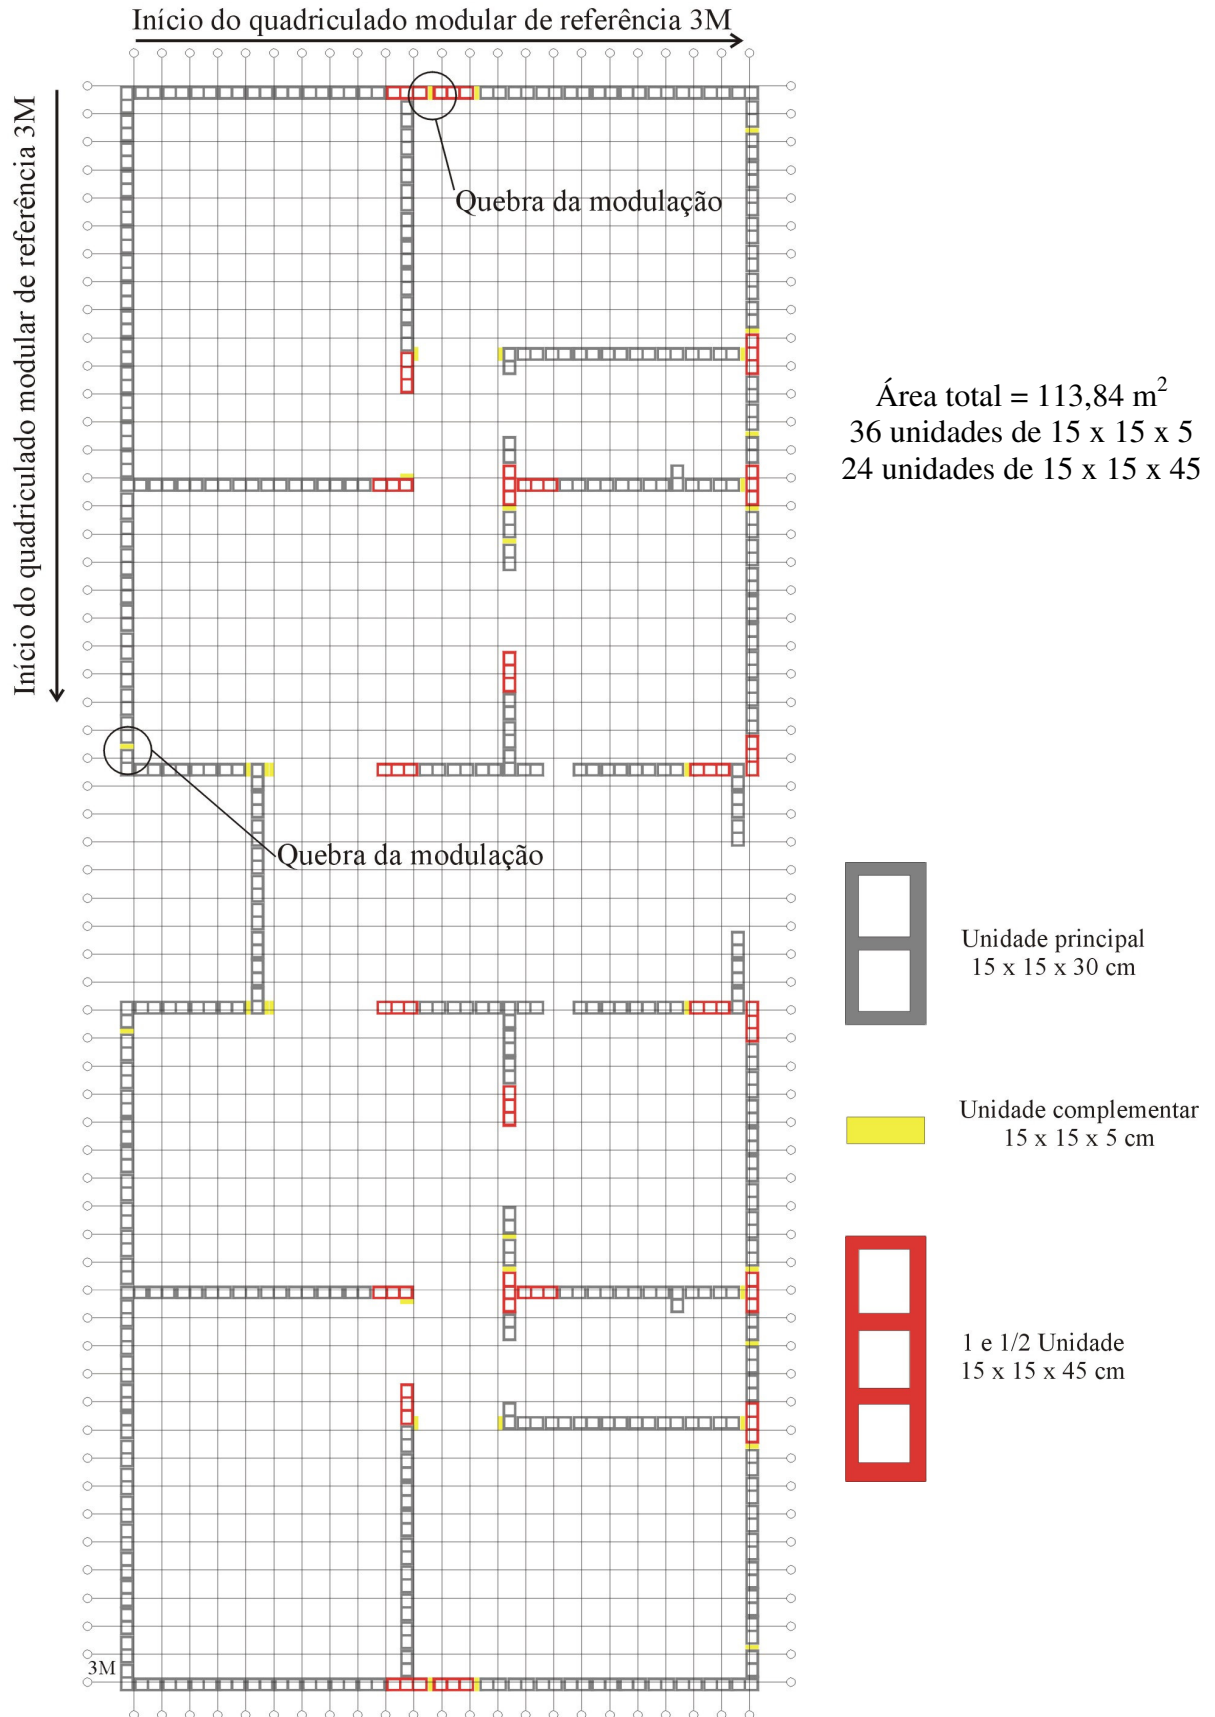 Início do quadriculado modular de referência 3M
Início do quadriculado modular de referência 3M
Quebra da modulação
Área total = 113,84 m²
36 unidades de 15 x 15 x 5
24 unidades de 15 x 15 x 45
Quebra da modulação
Unidade principal
15 x 15 x 30 cm
Unidade complementar
15 x 15 x 5 cm
1 e 1/2 Unidade
15 x 15 x 45 cm
3M